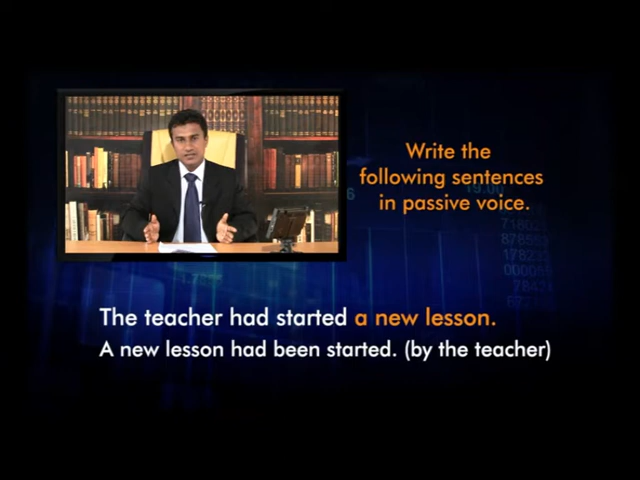 Write the
following sentences
in passive voice.
The teacher had started a new lesson.
A new lesson had been started. (by the teacher)